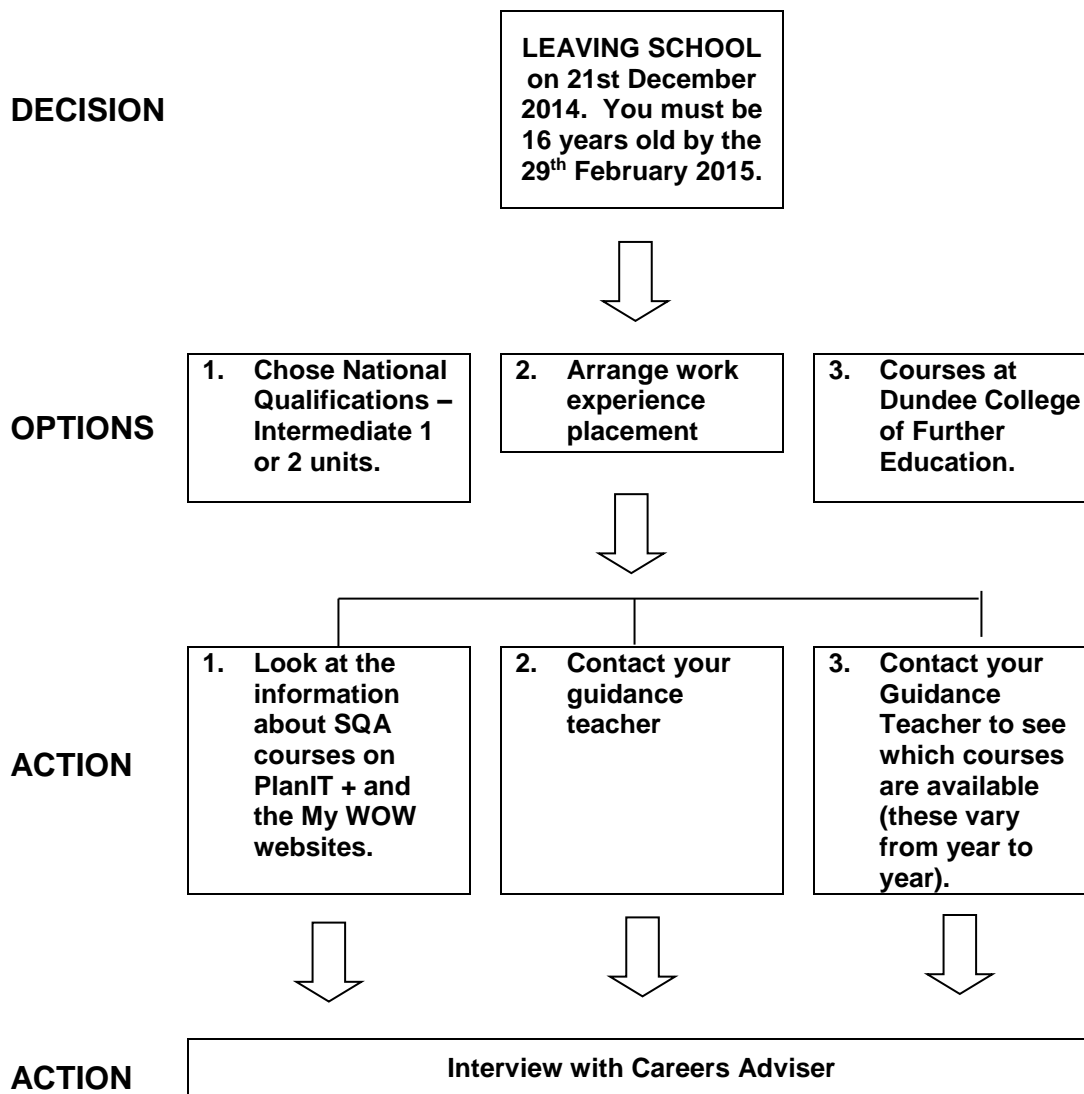 DECISION
LEAVING SCHOOL
on 21st December
2014. You must be
16 years old by the
29th February 2015.
OPTIONS
1. Chose National
Qualifications –
Intermediate 1
or 2 units.
2. Arrange work
experience
placement
3. Courses at
Dundee College
of Further
Education.
ACTION
1. Look at the
information
about SQA
courses on
PlanIT + and
the My WOW
websites.
2. Contact your
guidance
teacher
3. Contact your
Guidance
Teacher to see
which courses
are available
(these vary
from year to
year).
ACTION
Interview with Careers Adviser